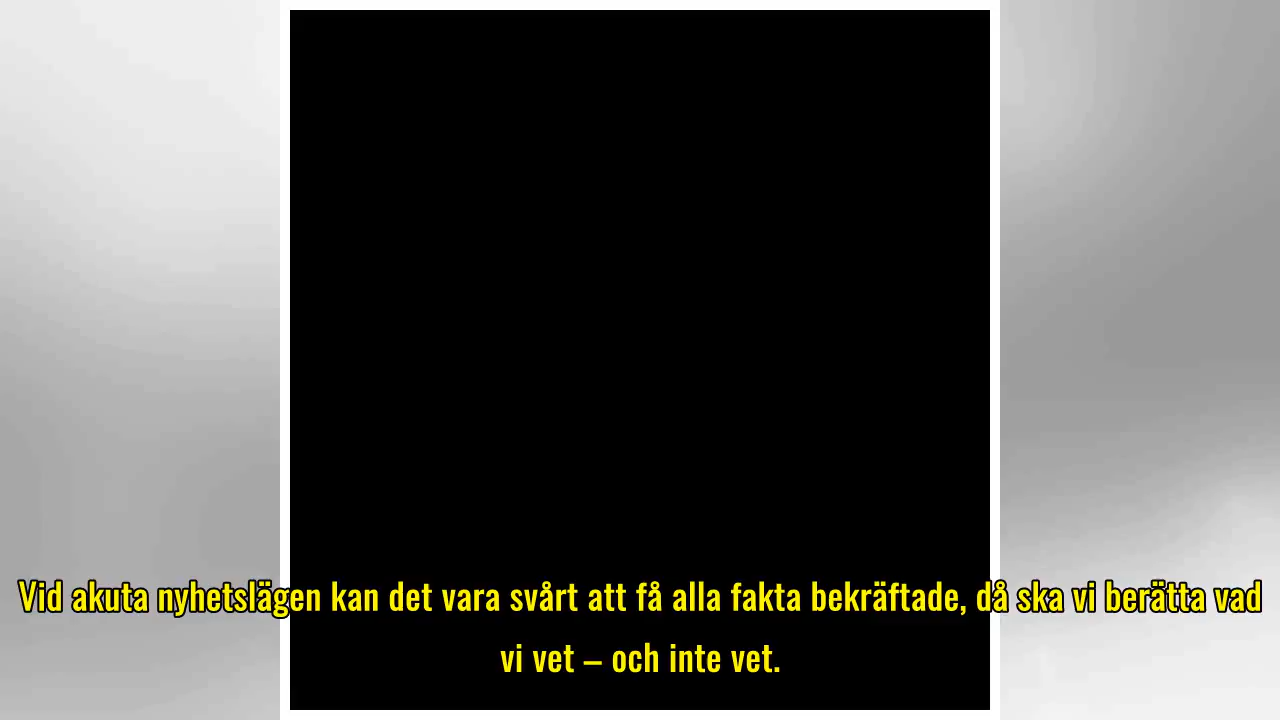 Vid akuta nyhetslägen kan det vara svårt att få alla fakta bekräftade, då ska vi berätta vad
vi vet – och inte vet.